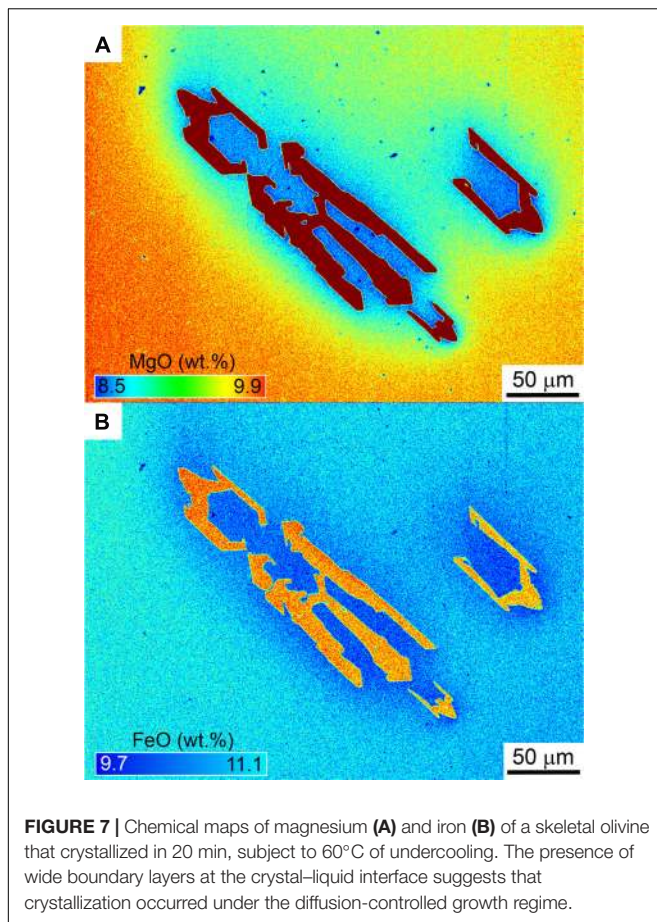 A
MgO (wt.%)
8.5 9.9
50 µm
B
FeO (wt.%)
9.7 11.1
50 µm
FIGURE 7 | Chemical maps of magnesium (A) and iron (B) of a skeletal olivine
that crystallized in 20 min, subject to 60°C of undercooling. The presence of
wide boundary layers at the crystal–liquid interface suggests that
crystallization occurred under the diffusion-controlled growth regime.